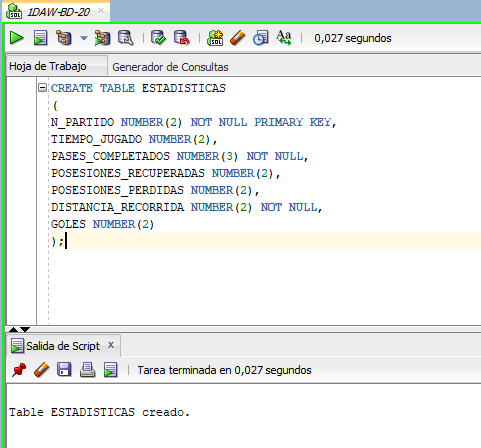 1DAW-BD-20
0,027 segundos
Hoja de Trabajo Generador de Consultas
CREATE TABLE ESTADISTICAS
(
N_PARTIDO NUMBER(2) NOT NULL PRIMARY KEY,
TIEMPO_JUGADO NUMBER(2),
PASES_COMPLETADOS NUMBER(3) NOT NULL,
POSESIONES_RECUPERADAS NUMBER(2),
POSESIONES_PERDIDAS NUMBER(2),
DISTANCIA_RECORRIDA NUMBER(2) NOT NULL,
GOLES NUMBER(2)
);
Salida de Script x
Tarea terminada en 0,027 segundos
Table ESTADISTICAS creado.